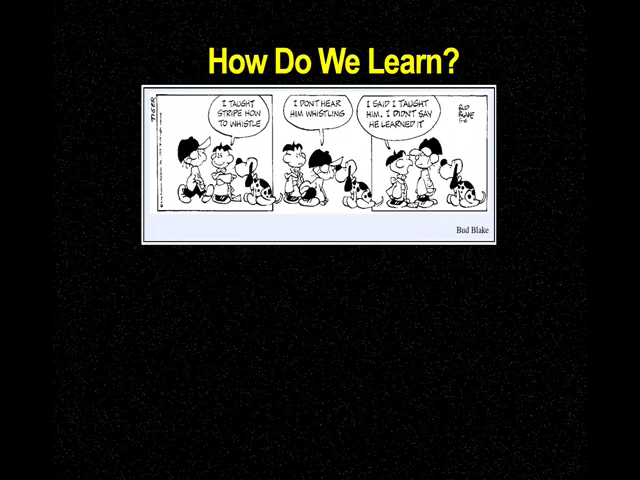 How Do We Learn?
TIGER
I TAUGHT
STRIPE HOW
TO WHISTLE
I DON'T HEAR
HIM WHISTLING
I SAID I TAUGHT
HIM. I DIDN'T SAY
HE LEARNED IT
BUD
BLAKE
Bud Blake